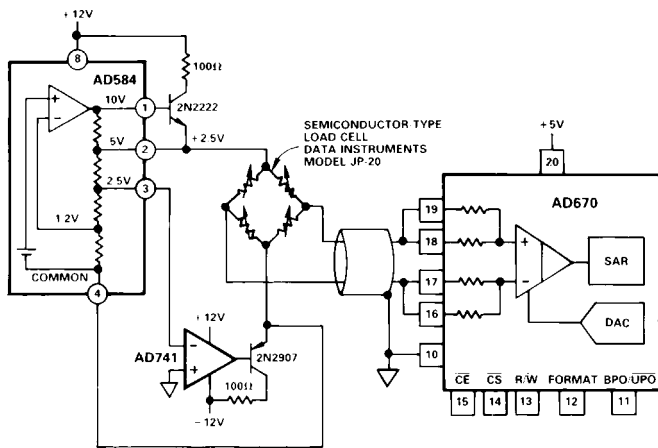 +12V
8
AD584
100Ω
10V
1
2N2222
5V
2
+2.5V
2.5V
3
1 2V
COMMON
4
SEMICONDUCTOR TYPE
LOAD CELL
DATA INSTRUMENTS
MODEL JP-20
+12V
AD741
2N2907
100Ω
-12V
+5V
20
AD670
19
18
17
16
10
SAR
DAC
CE CS R/W FORMAT BPO/UPO
15 14 13 12 11
+
-
-
+
+
-